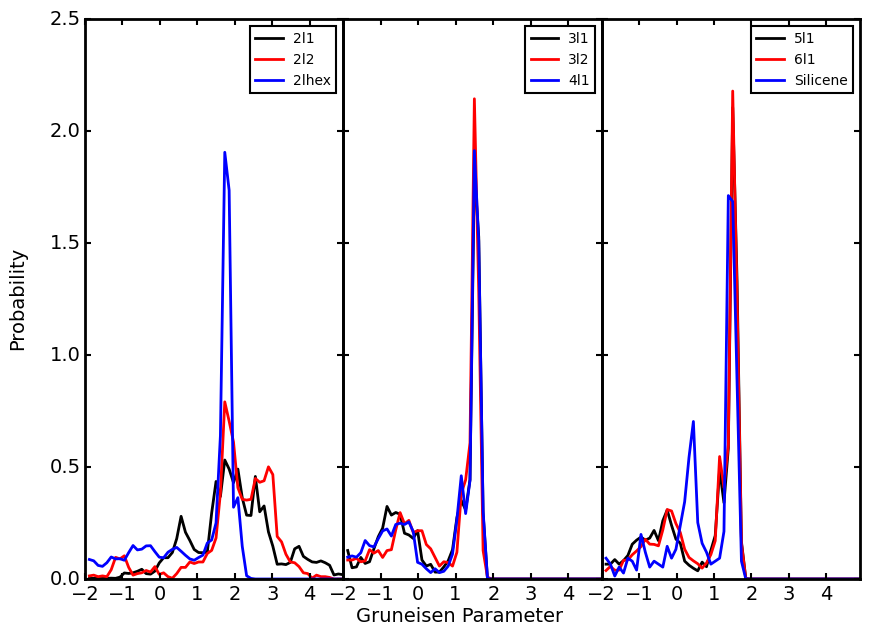 2.5
2.0
1.5
1.0
0.5
0.0
Probability
2l1
2l2
2lhex
3l1
3l2
4l1
5l1
6l1
Silicene
−2 −1 0 1 2 3 4 −2 −1 0 1 2 3 4 −2 −1 0 1 2 3 4
Gruneisen Parameter